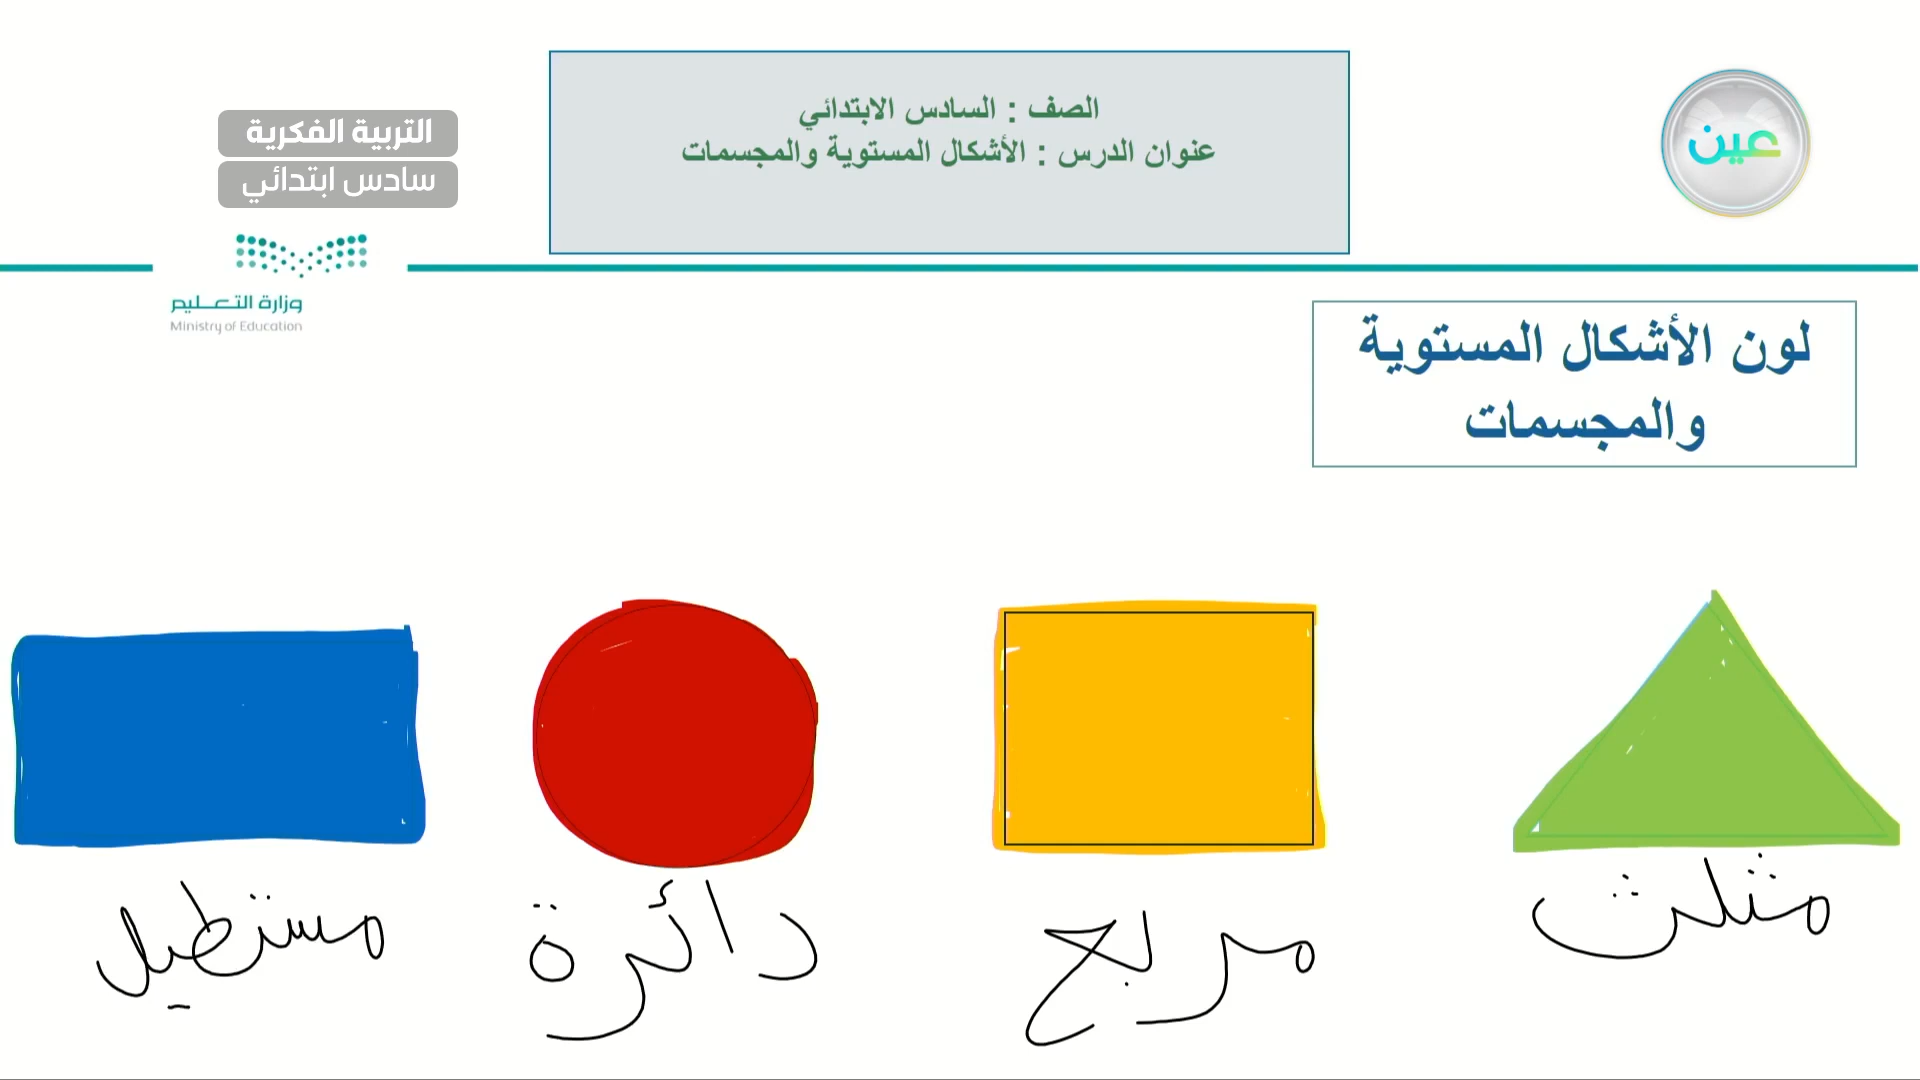 الصف : السادس الابتدائي
عنوان الدرس : الأشكال المستوية والمجسمات
عين
التربية الفكرية
سادس ابتدائي
وزارة التعليم
Ministry of Education
لون الأشكال المستوية
والمجسمات
مثلث
مربع
دائرة
مستطيل